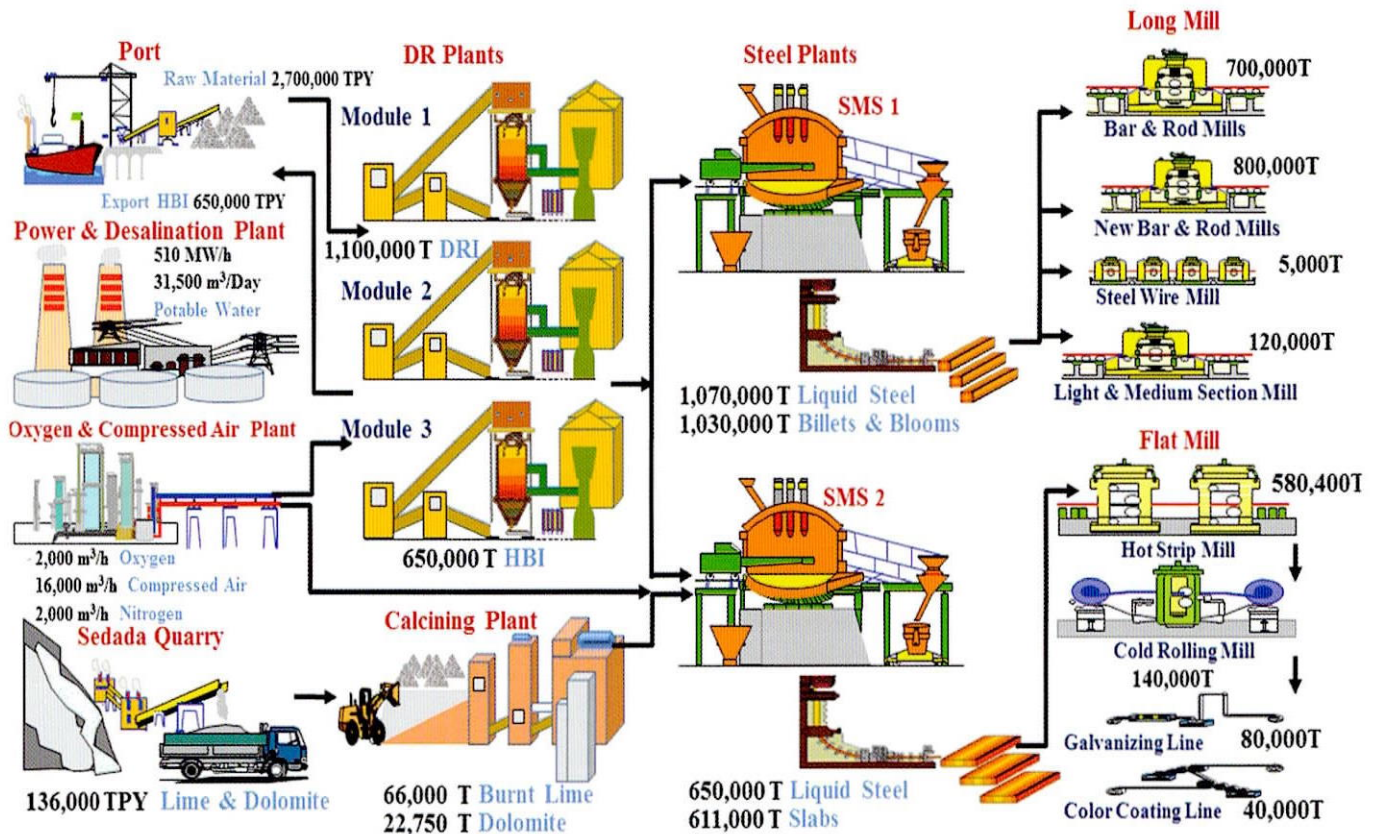 Port
Raw Material 2,700,000 TPY
Export HBI 650,000 TPY
Power & Desalination Plant
510 MW/h
31,500 m³/Day
Potable Water
Oxygen & Compressed Air Plant
2,000 m³/h Oxygen
16,000 m³/h Compressed Air
2,000 m³/h Nitrogen
Sedada Quarry
136,000 TPY Lime & Dolomite
DR Plants
Module 1
1,100,000 T DRI
Module 2
Module 3
650,000 T HBI
Calcining Plant
66,000 T Burnt Lime
22,750 T Dolomite
Steel Plants
SMS 1
1,070,000 T Liquid Steel
1,030,000 T Billets & Blooms
SMS 2
650,000 T Liquid Steel
611,000 T Slabs
Long Mill
700,000T
Bar & Rod Mills
800,000T
New Bar & Rod Mills
5,000T
Steel Wire Mill
120,000T
Light & Medium Section Mill
Flat Mill
580,400T
Hot Strip Mill
Cold Rolling Mill
140,000T
Galvanizing Line 80,000T
Color Coating Line 40,000T